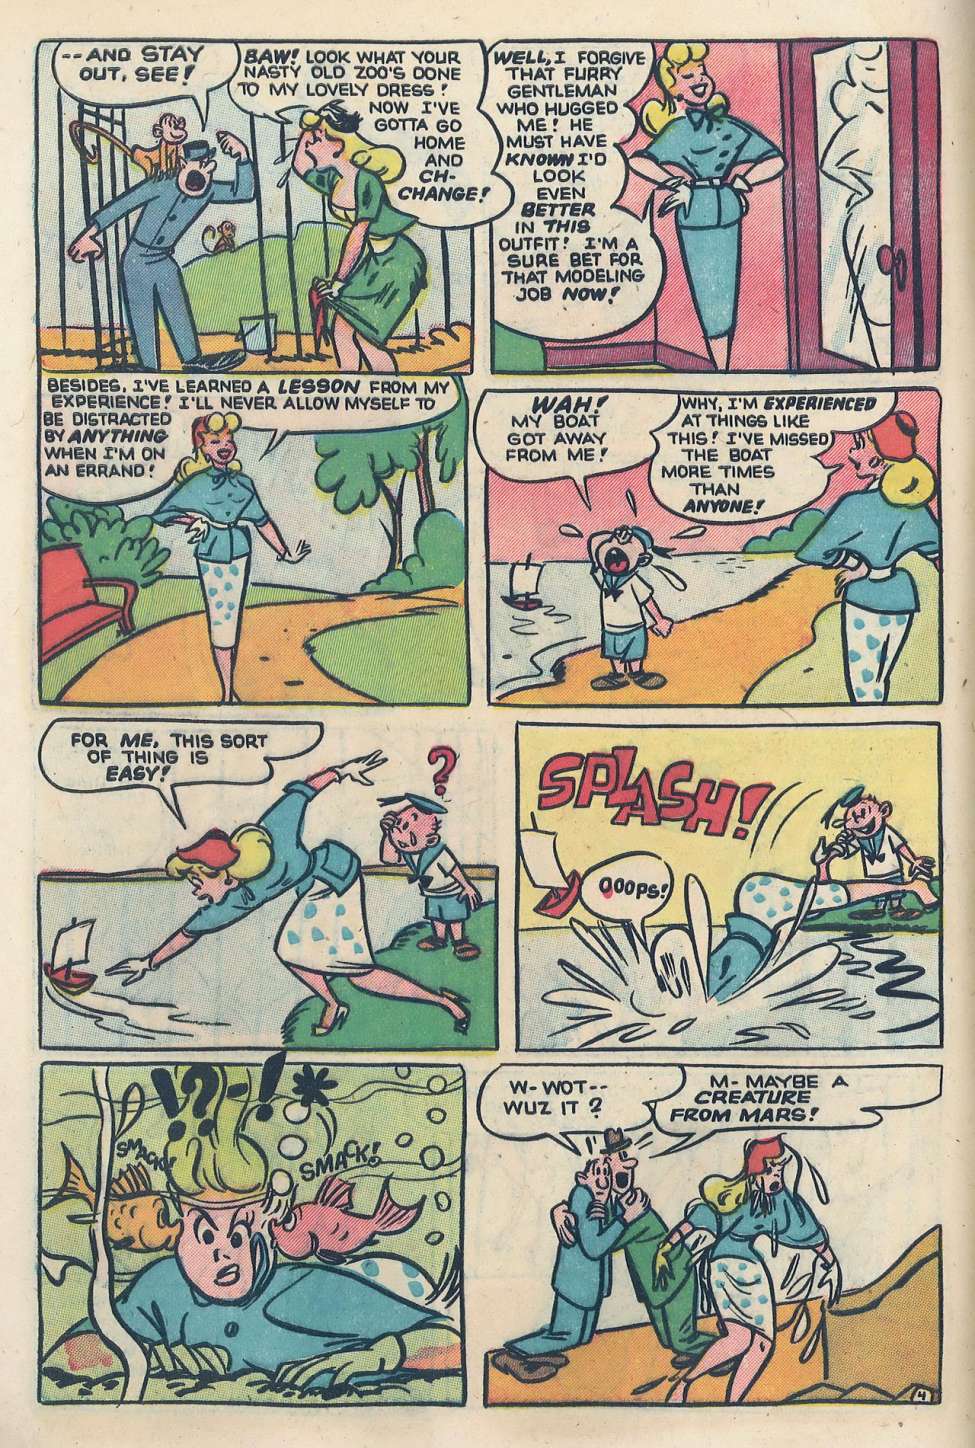 --AND STAY
OUT, SEE!
BAW! LOOK WHAT YOUR
NASTY OLD ZOO'S DONE
TO MY LOVELY DRESS!
NOW I'VE
GOTTA GO
HOME
AND
CH-
CHANGE!
WELL, I FORGIVE
THAT FURRY
GENTLEMAN
WHO HUGGED
ME! HE
MUST HAVE
KNOWN I'D
LOOK
EVEN
BETTER
IN THIS
OUTFIT! I'M A
SURE BET FOR
THAT MODELING
JOB NOW!
BESIDES, I'VE LEARNED A LESSON FROM MY
EXPERIENCE! I'LL NEVER ALLOW MYSELF TO
BE DISTRACTED
BY ANYTHING
WHEN I'M ON
AN ERRAND!
WAH!
MY BOAT
GOT AWAY
FROM ME!
WHY, I'M EXPERIENCED
AT THINGS LIKE
THIS! I'VE MISSED
THE BOAT
MORE TIMES
THAN
ANYONE!
FOR ME, THIS SORT
OF THING IS
EASY!
?
SPLASH!
OOOPS!
!?-!*
SMACK!
SMACK!
W-WOT--
WUZ IT?
M-MAYBE A
CREATURE
FROM MARS!
4